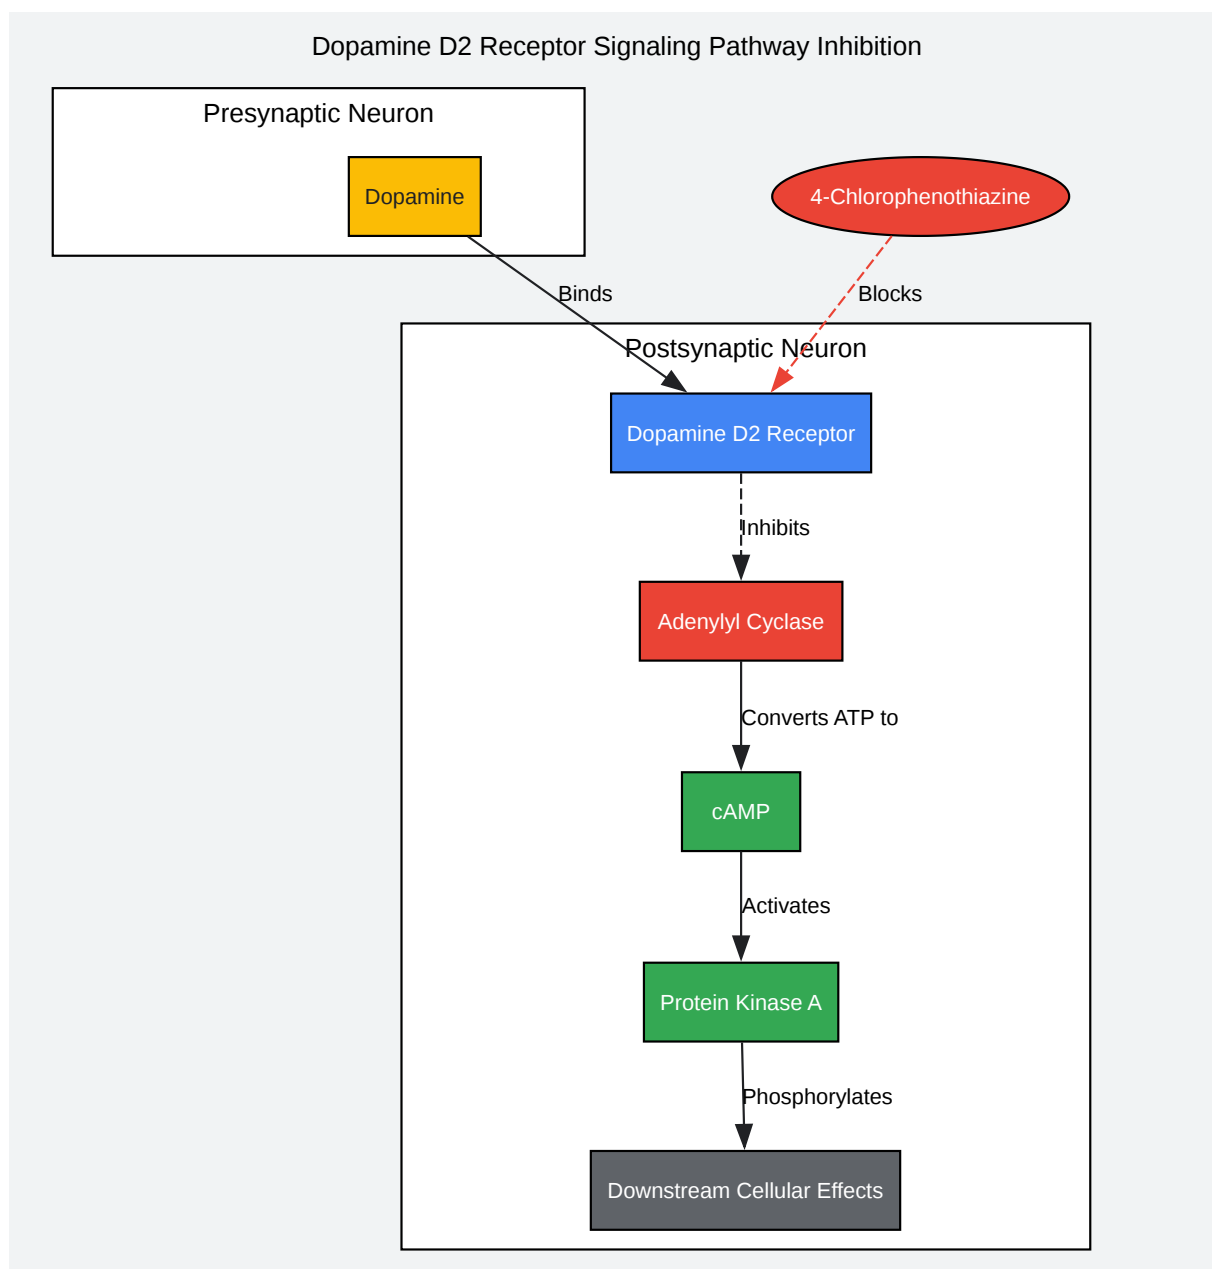 Dopamine D2 Receptor Signaling Pathway Inhibition
Presynaptic Neuron
Dopamine
4-Chlorophenothiazine
Binds
Blocks
Postsynaptic Neuron
Dopamine D2 Receptor
Inhibits
Adenylyl Cyclase
Converts ATP to
cAMP
Activates
Protein Kinase A
Phosphorylates
Downstream Cellular Effects